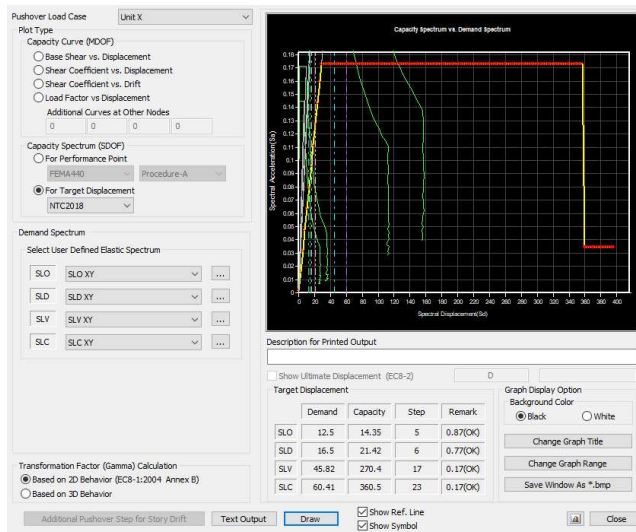 Pushover Load Case Unit X
Plot Type
Capacity Curve (MDOF)
Base Shear vs. Displacement
Shear Coefficient vs. Displacement
Shear Coefficient vs. Drift
Load Factor vs Displacement
Additional Curves at Other Nodes
0 0 0 0
Capacity Spectrum (SDOF)
For Performance Point
FEMA440 Procedure-A
For Target Displacement
NTC2018
Demand Spectrum
Select User Defined Elastic Spectrum
SLO SLO XY ...
SLD SLD XY ...
SLV SLV XY ...
SLC SLC XY ...
Transformation Factor (Gamma) Calculation
Based on 2D Behavior (EC8-1:2004 Annex B)
Based on 3D Behavior
Additional Pushover Step for Story Drift Text Output Draw
Capacity Spectrum vs. Demand Spectrum
Spectral Acceleration(Sa)
0.18
0.17
0.16
0.15
0.14
0.13
0.12
0.11
0.1
0.09
0.08
0.07
0.06
0.05
0.04
0.03
0.02
0.01
0
0 20 40 60 80 100 120 140 160 180 200 220 240 260 280 300 320 340 360 380 400
Spectral Displacement(Sd)
Description for Printed Output
Show Ultimate Displacement (EC8-2) D
Target Displacement
Demand Capacity Step Remark
SLO 12.5 14.35 5 0.87(OK)
SLD 16.5 21.42 6 0.77(OK)
SLV 45.82 270.4 17 0.17(OK)
SLC 60.41 360.5 23 0.17(OK)
Graph Display Option
Background Color
Black White
Change Graph Title
Change Graph Range
Save Window As *.bmp
Show Ref. Line
Show Symbol
Close